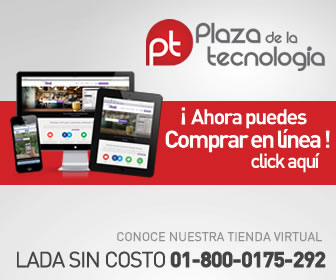 pt
Plaza de la
tecnología
¡ Ahora puedes
Comprar en línea !
click aquí
CONOCE NUESTRA TIENDA VIRTUAL
LADA SIN COSTO 01-800-0175-292